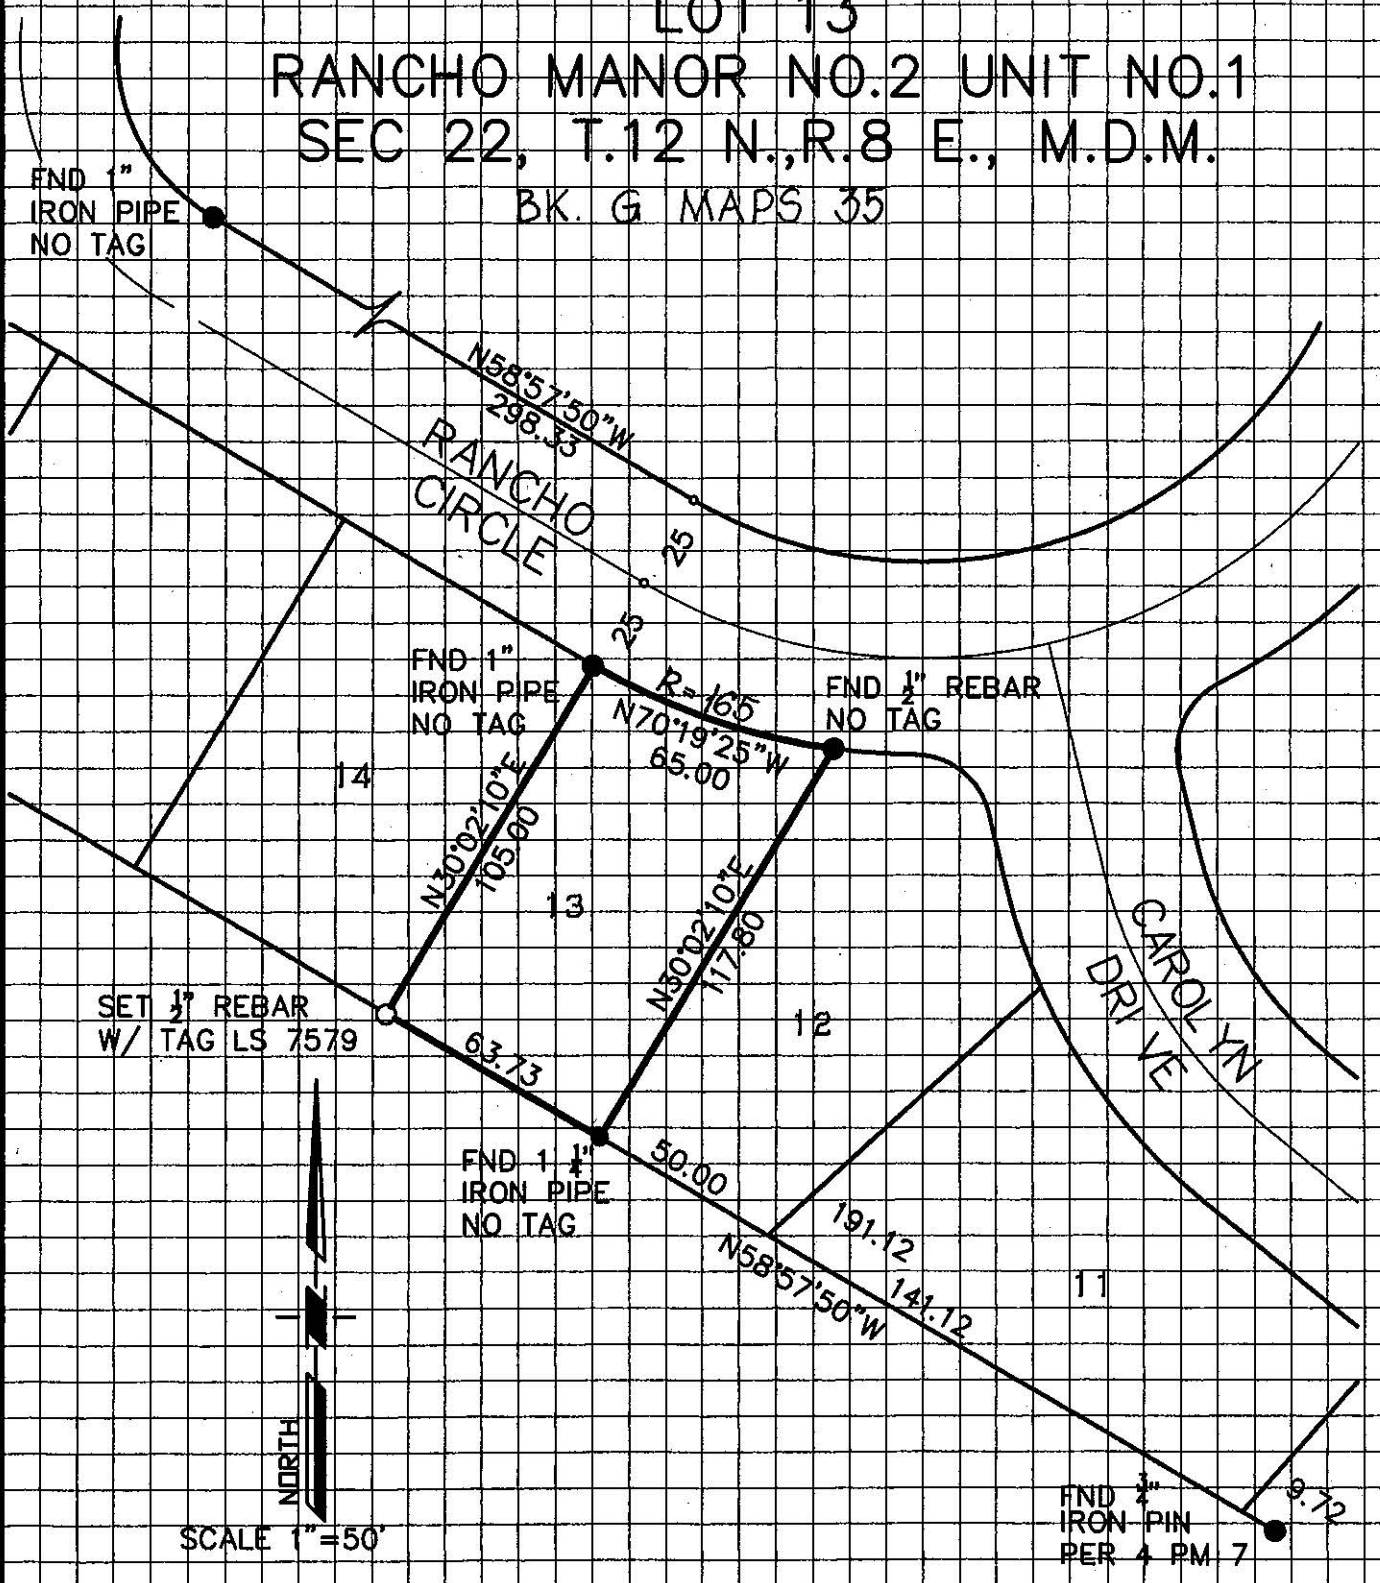 LOT 13
RANCHO MANOR NO.2 UNIT NO.1
SEC 22, T.12 N.,R.8 E., M.D.M.
BK. G MAPS 35
FND 1"
IRON PIPE
NO TAG
N58°57'50"W
298.33
RANCHO
CIRCLE
25
25
FND 1"
IRON PIPE
NO TAG
R=165
N70°19'25"W
65.00
FND 1/2" REBAR
NO TAG
14
N30°02'10"E
105.00
13
N30°02'10"E
117.80
12
CAROLYN
DRIVE
SET 1/2" REBAR
W/ TAG LS 7579
63.73
FND 1 1/4"
IRON PIPE
NO TAG
50.00
191.12
N58°57'50"W
141.12
11
NORTH
SCALE 1"=50'
FND 3/4"
IRON PIN
PER 4 PM 7
9.72